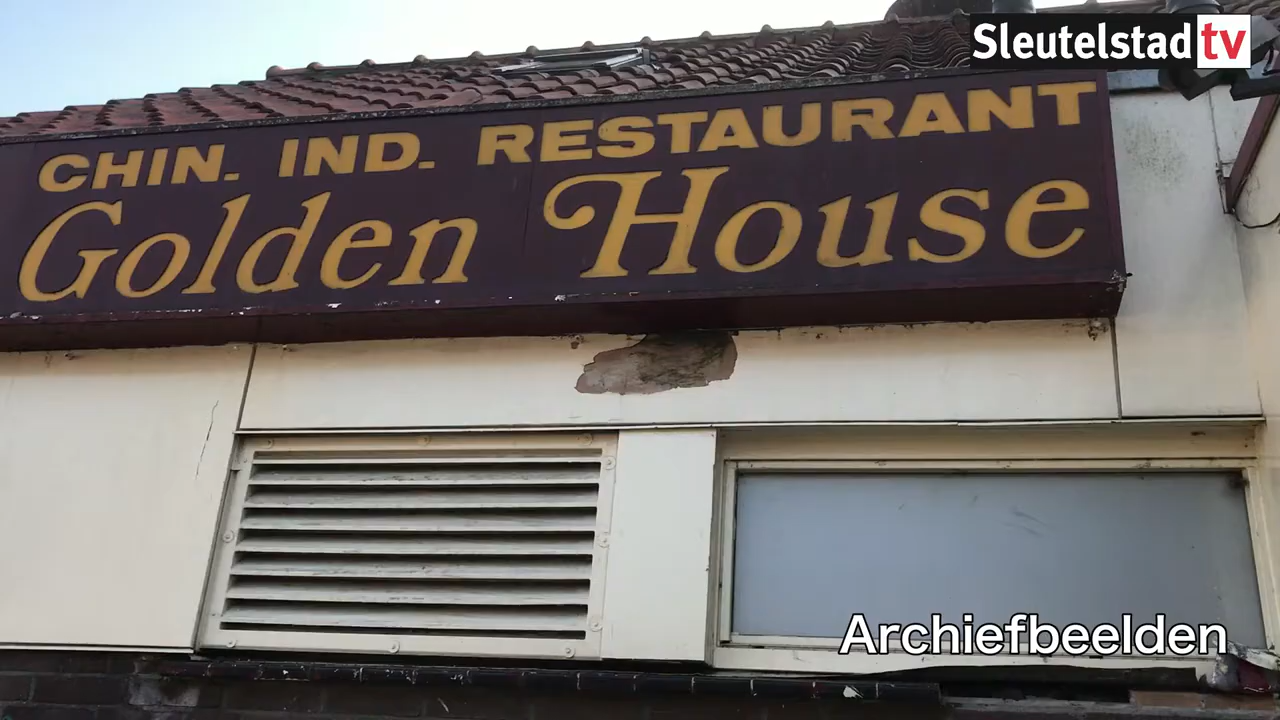 Sleutelstad tv
CHIN. IND. RESTAURANT
Golden House
Archiefbeelden